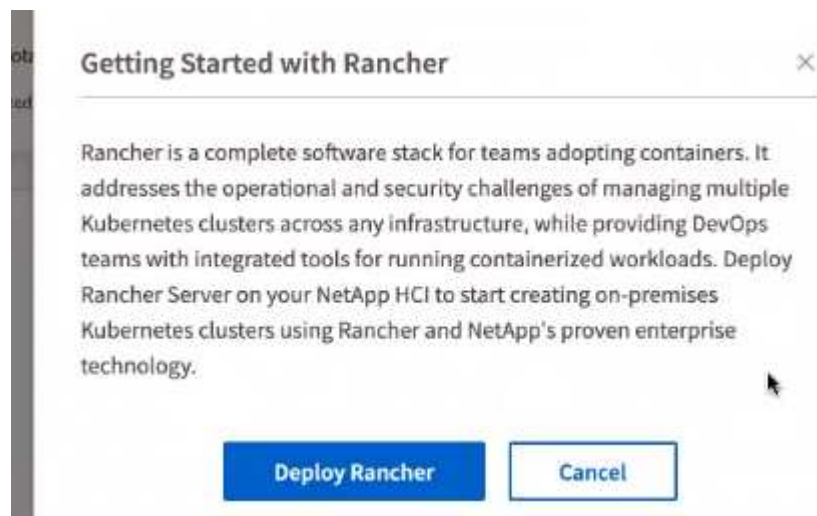 Getting Started with Rancher
Rancher is a complete software stack for teams adopting containers. It
addresses the operational and security challenges of managing multiple
Kubernetes clusters across any infrastructure, while providing DevOps
teams with integrated tools for running containerized workloads. Deploy
Rancher Server on your NetApp HCI to start creating on-premises
Kubernetes clusters using Rancher and NetApp's proven enterprise
technology.
Deploy Rancher
Cancel